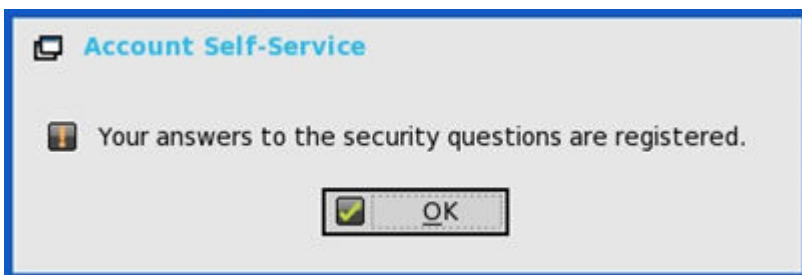 Account Self-Service
Your answers to the security questions are registered.
OK